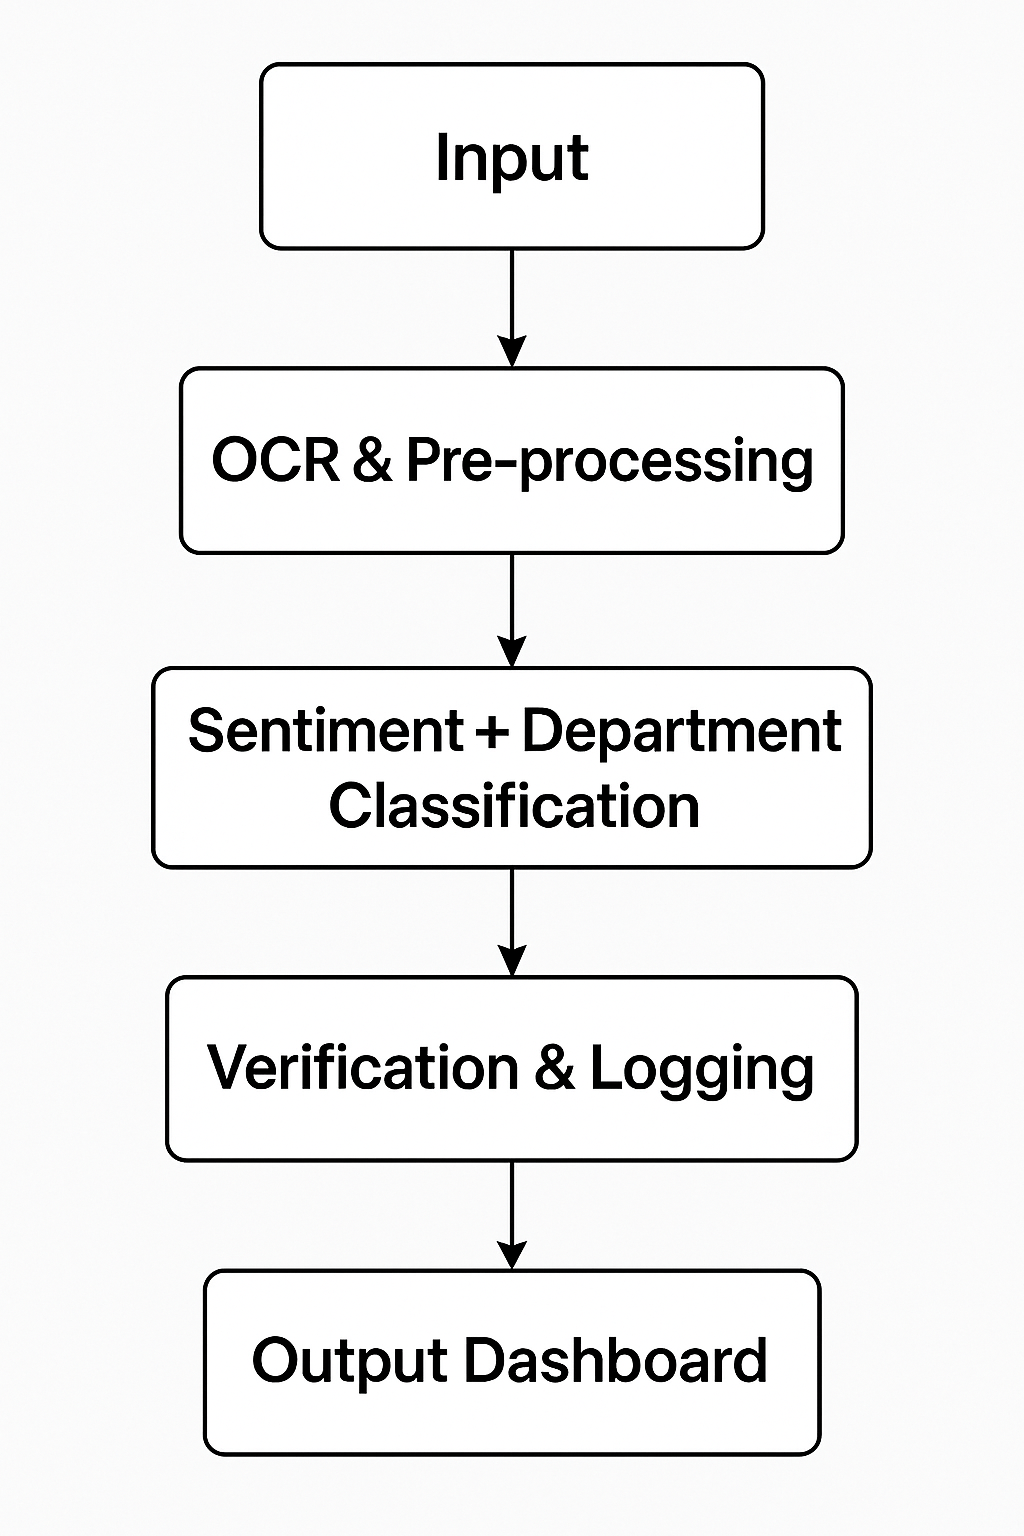 Input
OCR & Pre-processing
Sentiment + Department
Classification
Verification & Logging
Output Dashboard